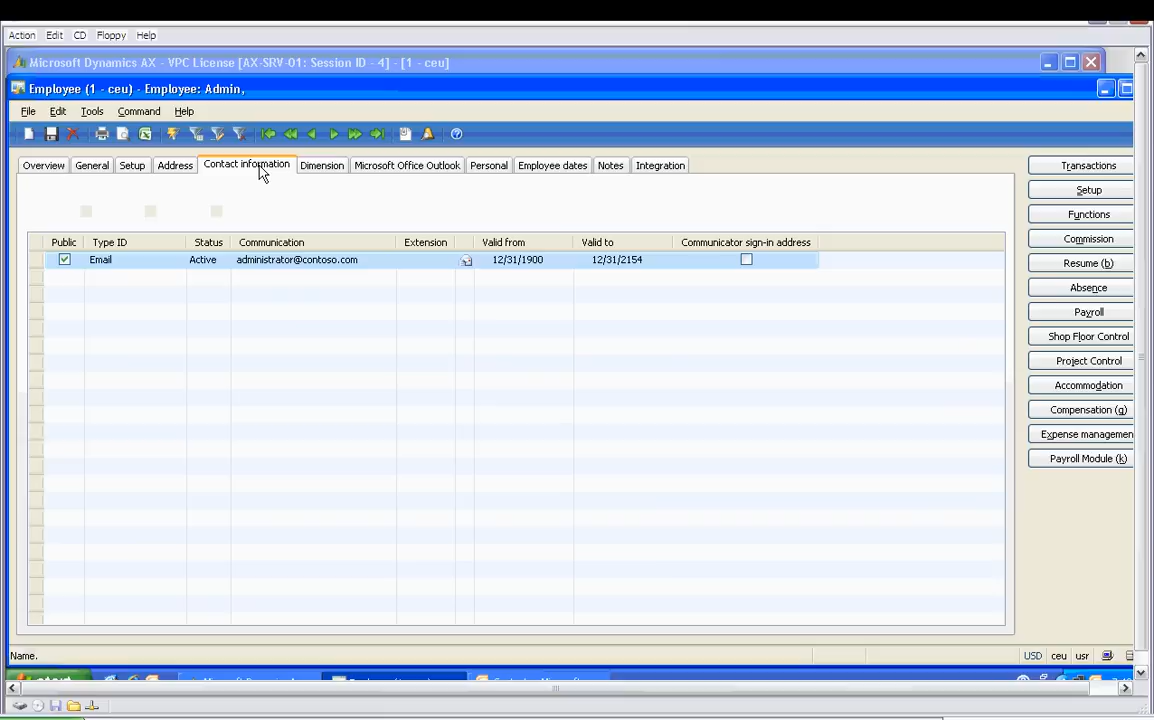 Action Edit CD Floppy Help
Microsoft Dynamics AX - VPC License [AX-SRV-01: Session ID - 4] - [1 - ceu]
Employee (1 - ceu) - Employee: Admin,
File Edit Tools Command Help
Overview General Setup Address Contact information Dimension Microsoft Office Outlook Personal Employee dates Notes Integration
Transactions
Setup
Functions
Public Type ID Status Communication Extension Valid from Valid to Communicator sign-in address
Commission
Email Active administrator@contoso.com 12/31/1900 12/31/2154
Resume (b)
Absence
Payroll
Shop Floor Control
Project Control
Accommodation
Compensation (g)
Expense managemen
Payroll Module (k)
Name.
USD ceu usr